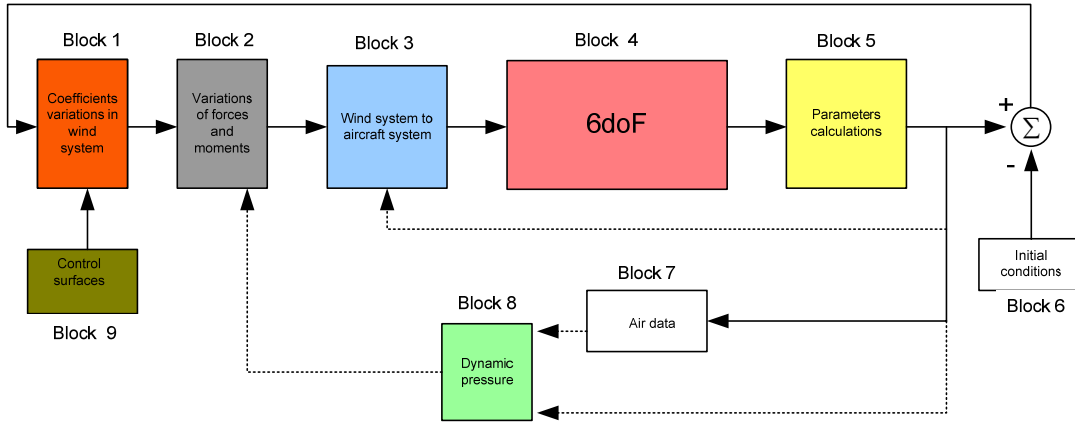 Block 1
Block 2
Block 3
Block 4
Block 5
Coefficients
variations in
wind
system
Variations
of forces
and
moments
Wind system to
aircraft system
6doF
Parameters
calculations
+
Σ
-
Control
surfaces
Block 9
Initial
conditions
Block 6
Block 7
Air data
Block 8
Dynamic
pressure